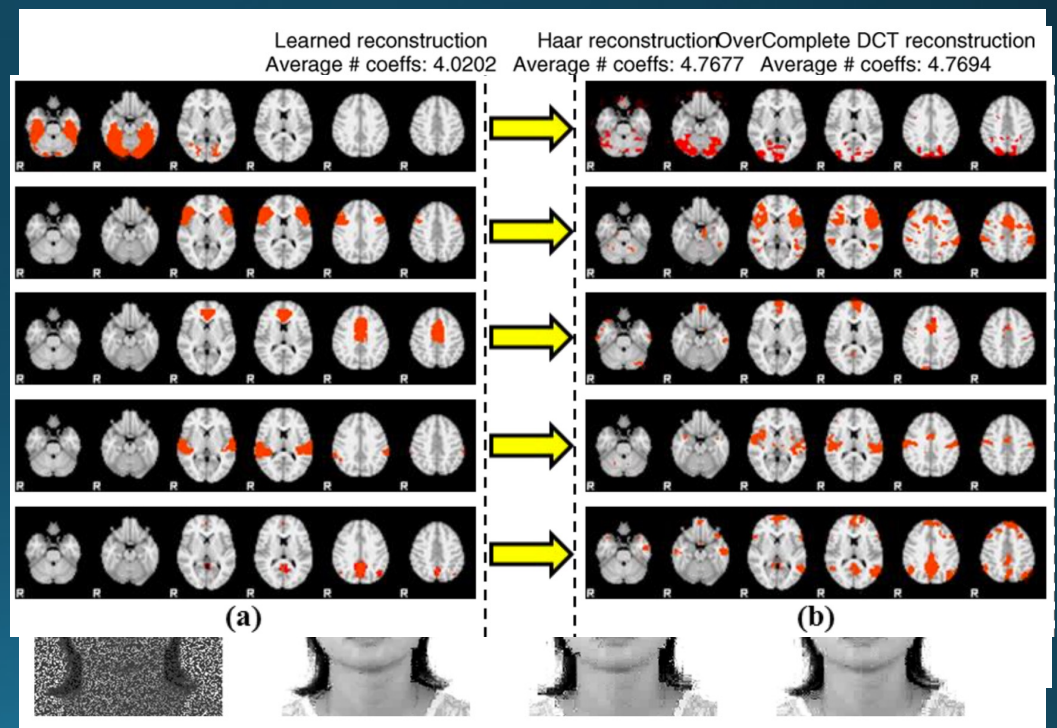 Learned reconstruction
Average # coeffs: 4.0202
Haar reconstruction
Average # coeffs: 4.7677
OverComplete DCT reconstruction
Average # coeffs: 4.7694
R R R R R R
R R R R R R
R R R R R R
R R R R R R
R R R R R R
R R R R R R
R R R R R R
R R R R R R
R R R R R R
R R R R R R
(a)
(b)